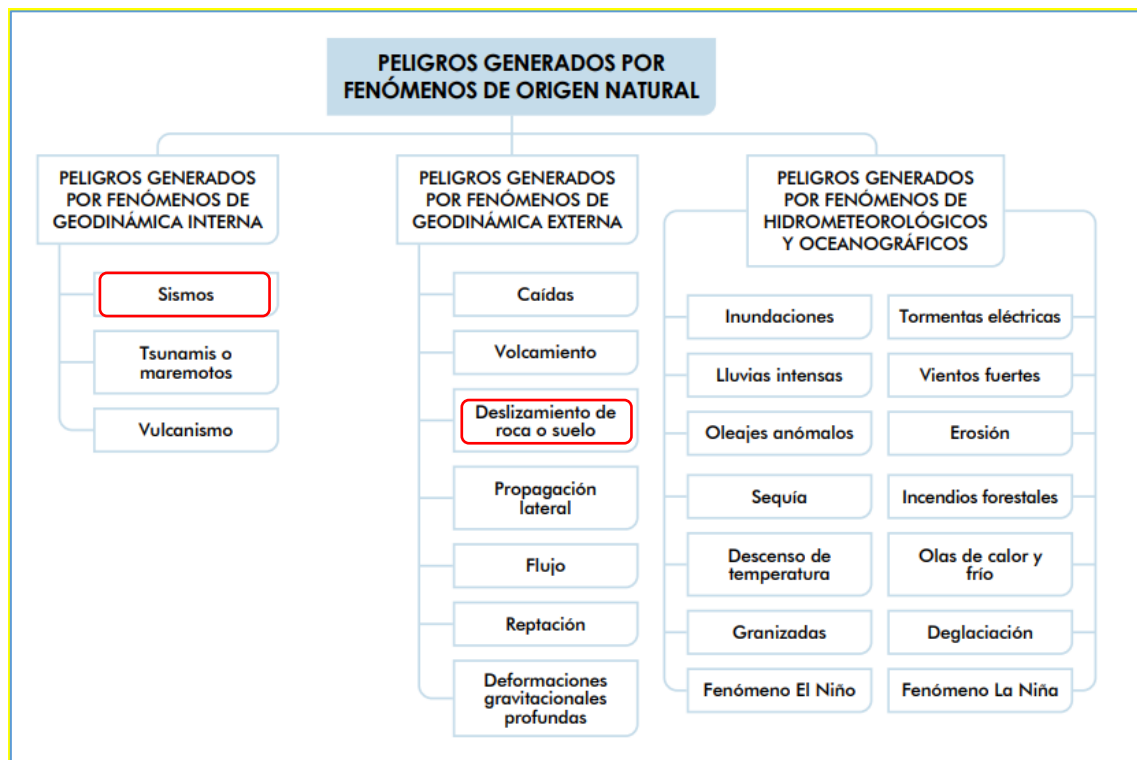 PELIGROS GENERADOS POR
FENÓMENOS DE ORIGEN NATURAL
PELIGROS GENERADOS
POR FENÓMENOS DE
GEODINÁMICA INTERNA
Sismos
Tsunamis o
maremotos
Vulcanismo
PELIGROS GENERADOS
POR FENÓMENOS DE
GEODINÁMICA EXTERNA
Caídas
Volcamiento
Deslizamiento de
roca o suelo
Propagación
lateral
Flujo
Reptación
Deformaciones
gravitacionales
profundas
PELIGROS GENERADOS
POR FENÓMENOS DE
HIDROMETEOROLÓGICOS
Y OCEANOGRÁFICOS
Inundaciones
Lluvias intensas
Oleajes anómalos
Sequía
Descenso de
temperatura
Granizadas
Fenómeno El Niño
Tormentas eléctricas
Vientos fuertes
Erosión
Incendios forestales
Olas de calor y
frío
Deglaciación
Fenómeno La Niña